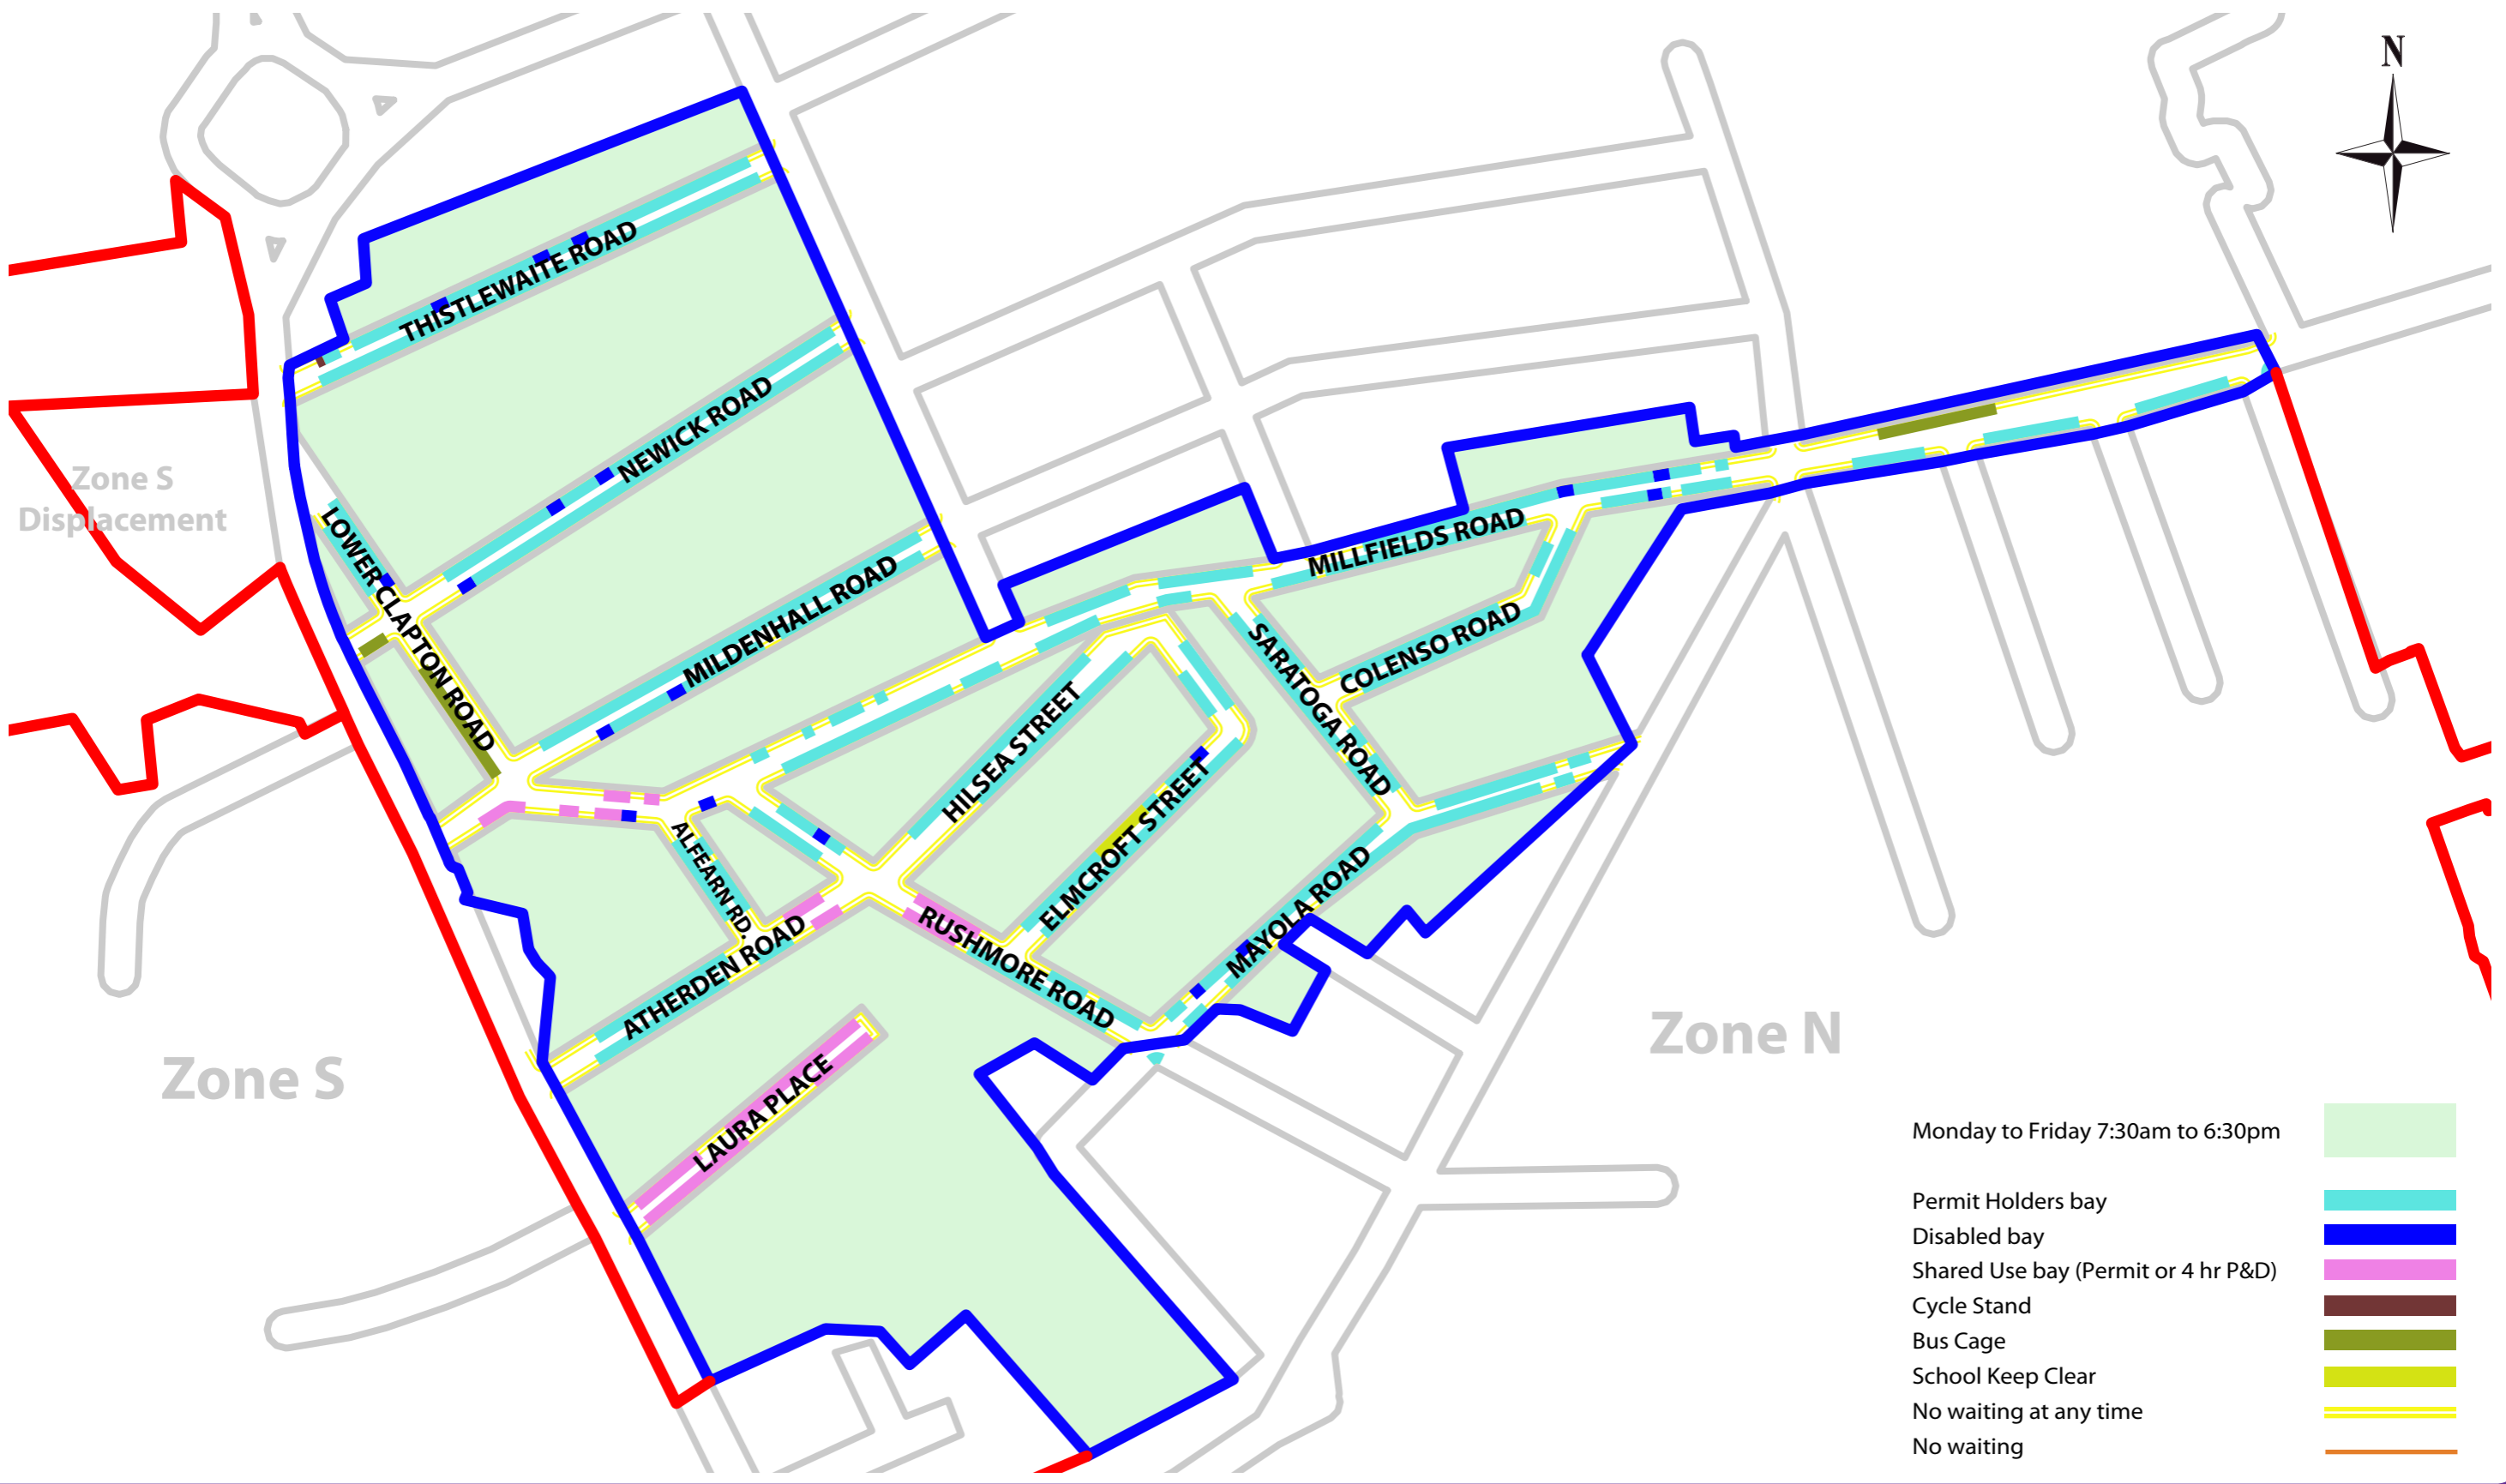 N
THISTLEWAITE ROAD
NEWICK ROAD
Zone S
Displacement
LOWER CLAPTON ROAD
MILLFIELDS ROAD
MILDENHALL ROAD
SARATOGA ROAD
COLENSO ROAD
HILSEA STREET
ELMCROFT STREET
ALFEARN RD.
MAYOLA ROAD
RUSHMORE ROAD
ATHERDEN ROAD
LAURA PLACE
Zone S
Zone N
Monday to Friday 7:30am to 6:30pm
Permit Holders bay
Disabled bay
Shared Use bay (Permit or 4 hr P&D)
Cycle Stand
Bus Cage
School Keep Clear
No waiting at any time
No waiting